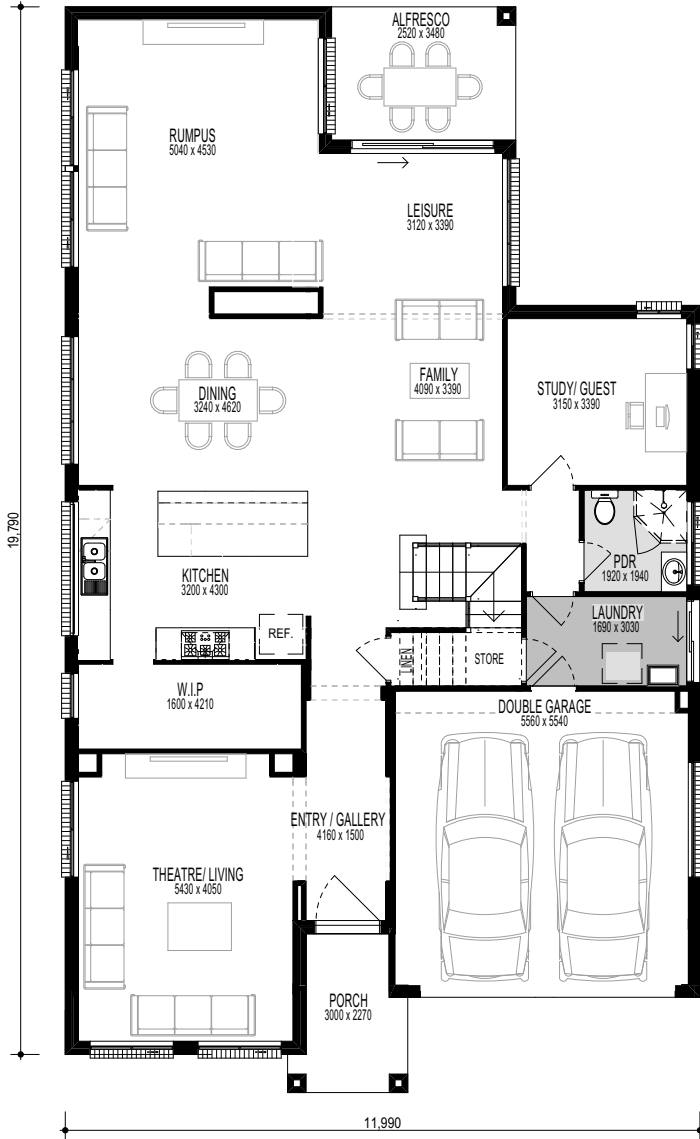 ALFRESCO
2520 x 3480
RUMPUS
5040 x 4530
LEISURE
3120 x 3390
FAMILY
4090 x 3390
DINING
3240 x 4620
STUDY/ GUEST
3150 x 3390
19,790
PDR
1920 x 1940
KITCHEN
3200 x 4300
LAUNDRY
1690 x 3030
REF.
LINEN
STORE
W.I.P
1600 x 4210
DOUBLE GARAGE
5560 x 5540
ENTRY / GALLERY
4160 x 1500
THEATRE/ LIVING
5430 x 4050
PORCH
3000 x 2270
11,990